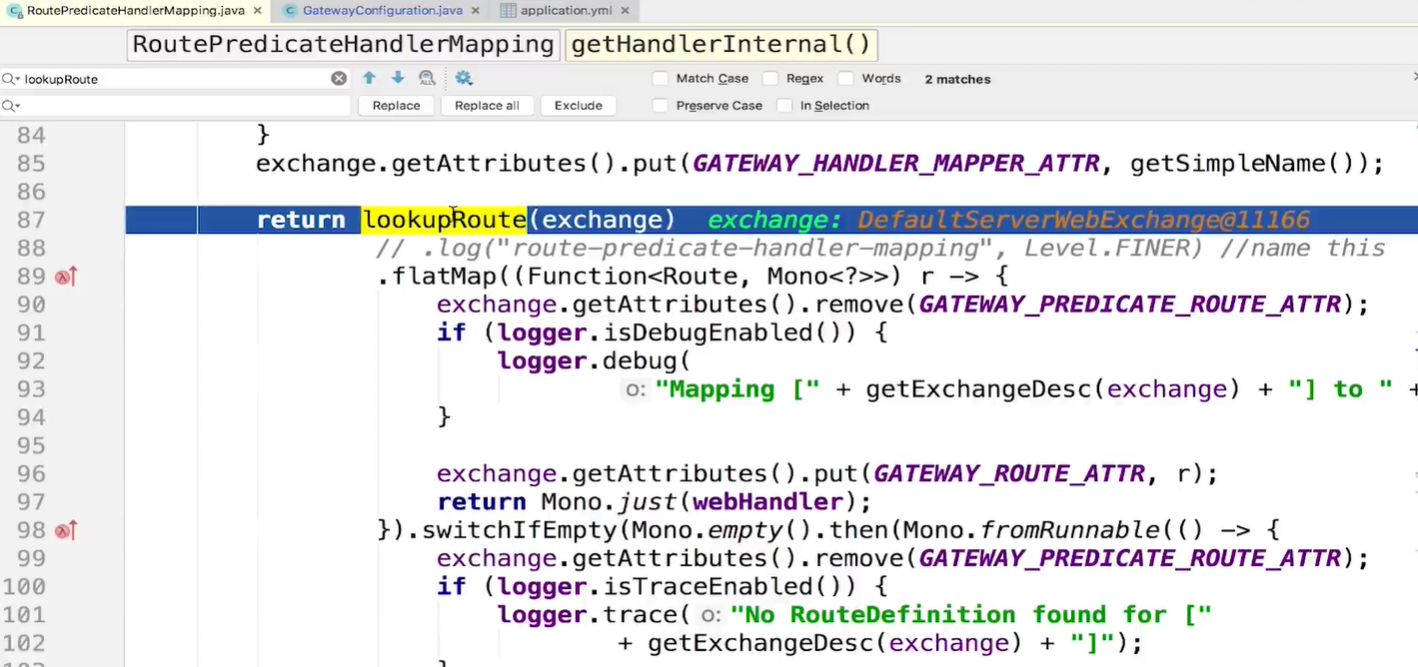 RoutePredicateHandlerMapping.java × GatewayConfiguration.java × application.yml ×
RoutePredicateHandlerMapping getHandlerInternal()
lookupRoute Match Case Regex Words 2 matches
Replace Replace all Exclude Preserve Case In Selection
84 }
85 exchange.getAttributes().put(GATEWAY_HANDLER_MAPPER_ATTR, getSimpleName());
86
87 return lookupRoute(exchange) exchange: DefaultServerWebExchange@11166
88 // .log("route-predicate-handler-mapping", Level.FINER) //name this
89 .flatMap((Function<Route, Mono<?>>) r -> {
90 exchange.getAttributes().remove(GATEWAY_PREDICATE_ROUTE_ATTR);
91 if (logger.isDebugEnabled()) {
92 logger.debug(
93 o: "Mapping [" + getExchangeDesc(exchange) + "] to " +
94 }
95
96 exchange.getAttributes().put(GATEWAY_ROUTE_ATTR, r);
97 return Mono.just(webHandler);
98 }).switchIfEmpty(Mono.empty().then(Mono.fromRunnable(() -> {
99 exchange.getAttributes().remove(GATEWAY_PREDICATE_ROUTE_ATTR);
100 if (logger.isTraceEnabled()) {
101 logger.trace( o: "No RouteDefinition found for ["
102 + getExchangeDesc(exchange) + "]");